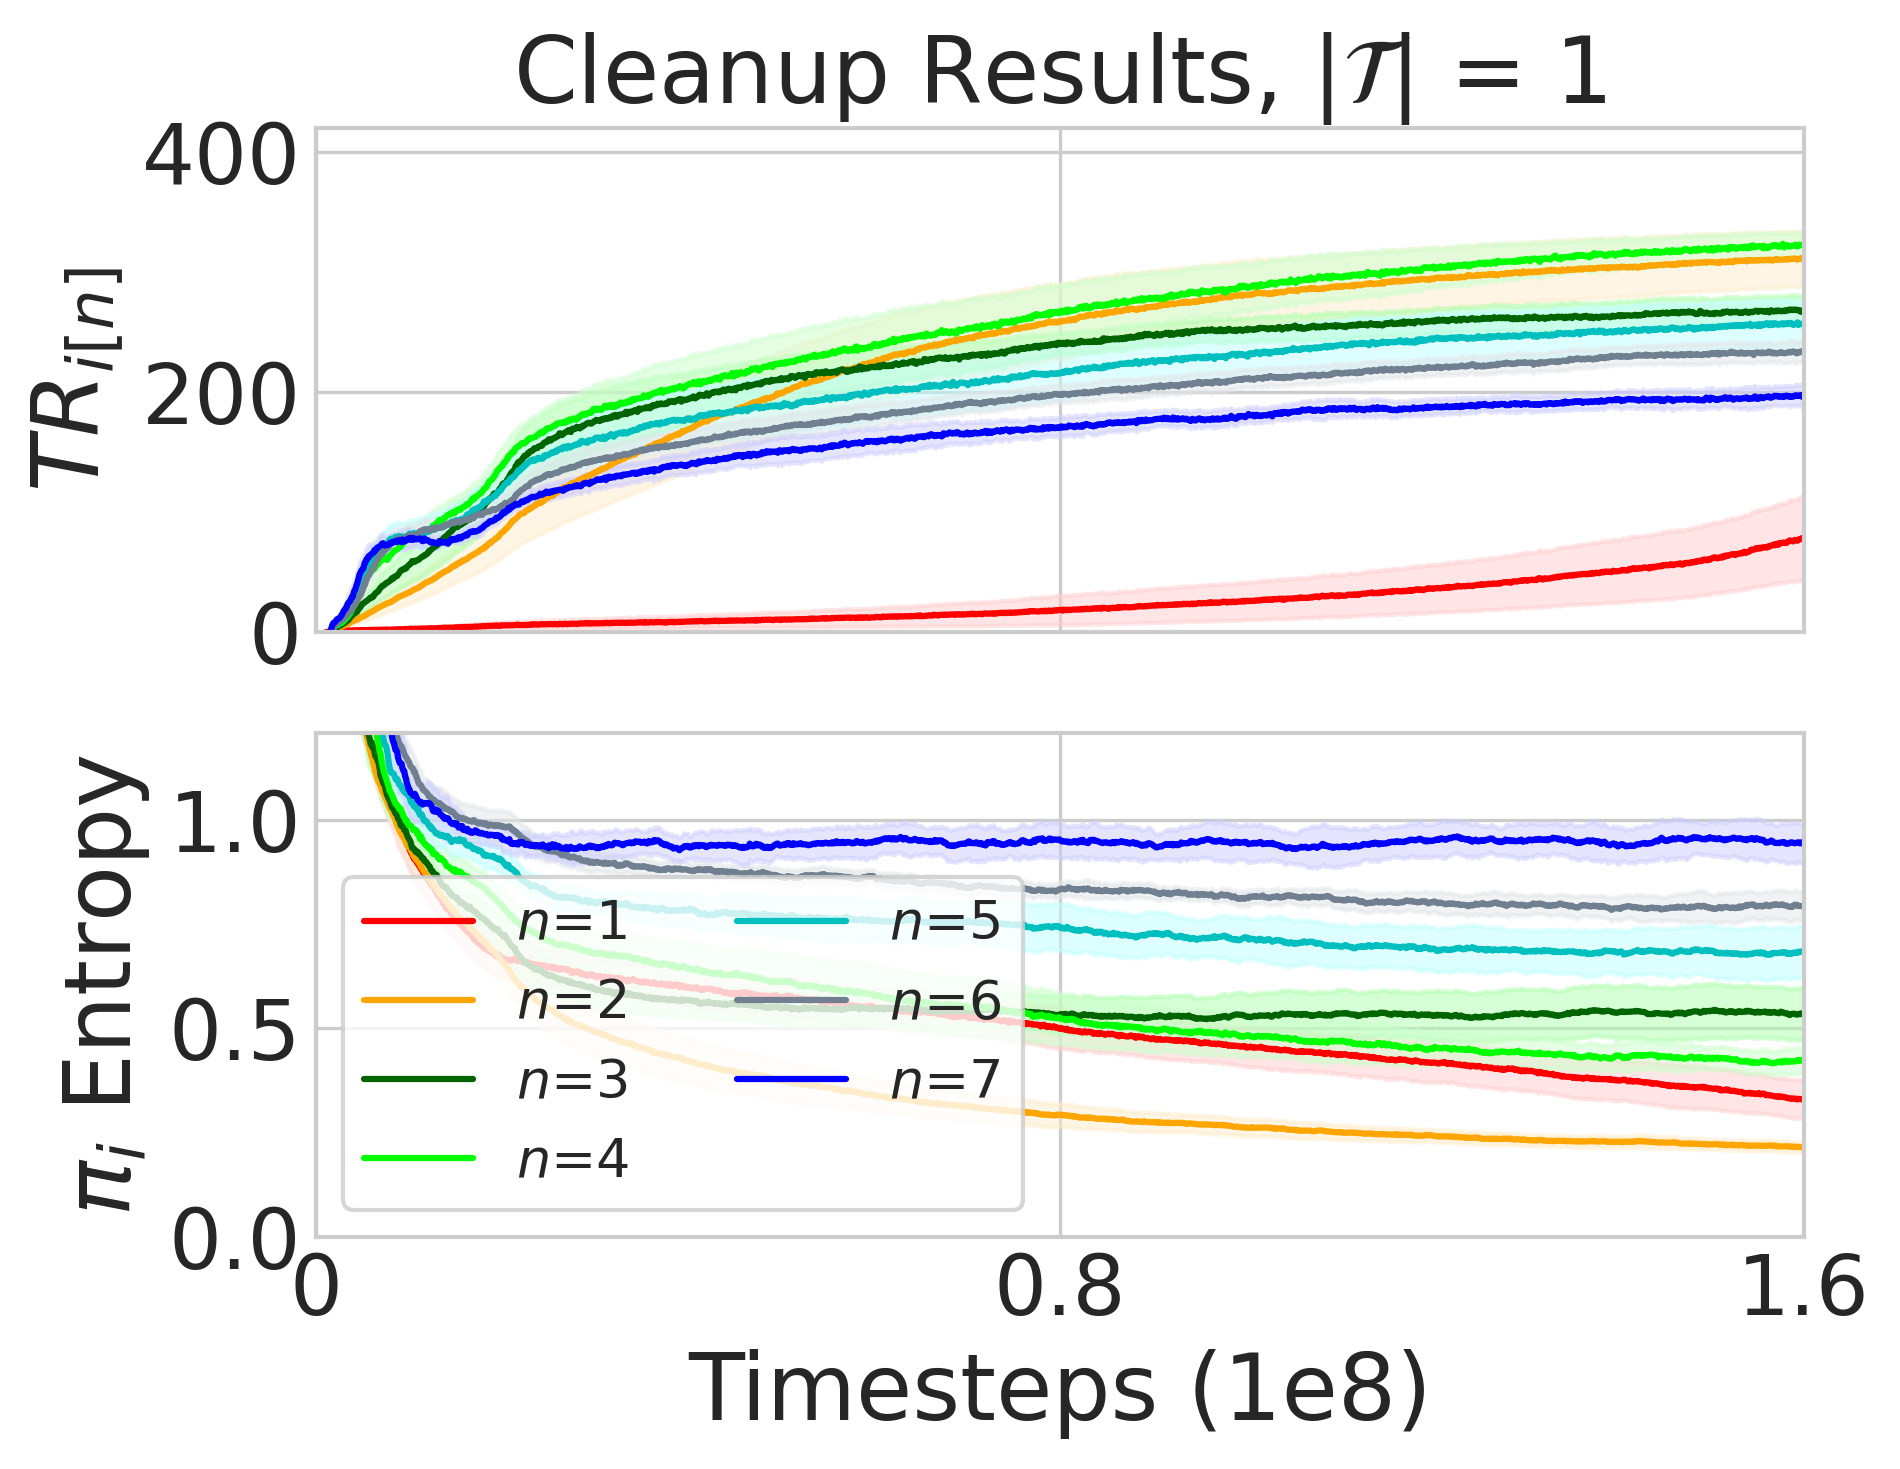 Cleanup Results, |𝒯| = 1
400
200
0
TR_{i[n]}
1.0
0.5
0.0
π_i Entropy
n=1 n=5
n=2 n=6
n=3 n=7
n=4
0 0.8 1.6
Timesteps (1e8)